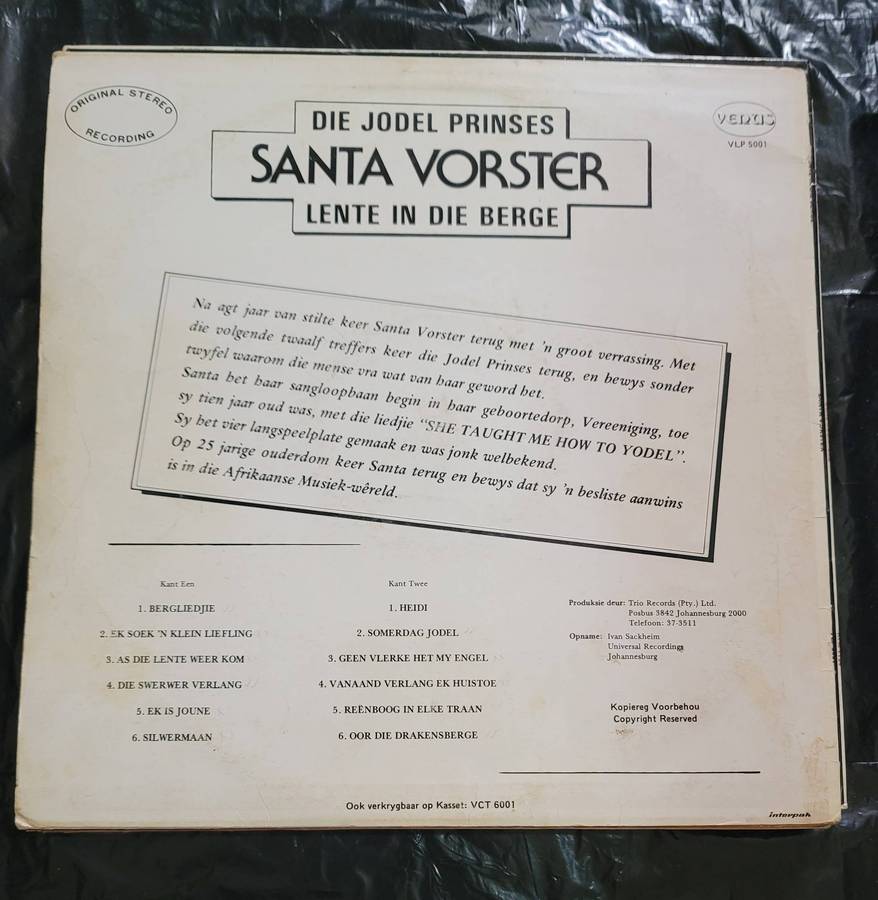 ORIGINAL STEREO
RECORDING
VENUS
VLP 5001
DIE JODEL PRINSES
SANTA VORSTER
LENTE IN DIE BERGE
Na agt jaar van stilte keer Santa Vorster terug met 'n groot verrassing. Met
die volgende twaalf treffers keer die Jodel Prinses terug, en bewys sonder
twyfel waarom die mense vra wat van haar geword het.
Santa het haar sangloopbaan begin in haar geboortedorp, Vereeniging, toe
sy tien jaar oud was, met die liedjie "SHE TAUGHT ME HOW TO YODEL".
Sy het vier langspeelplate gemaak en was jonk welbekend.
Op 25 jarige ouderdom keer Santa terug en bewys dat sy 'n besliste aanwins
is in die Afrikaanse Musiek-wêreld.
Kant Een
1. BERGLIEDJIE
2. EK SOEK 'N KLEIN LIEFLING
3. AS DIE LENTE WEER KOM
4. DIE SWERWER VERLANG
5. EK IS JOUNE
6. SILWERMAAN
Kant Twee
1. HEIDI
2. SOMERDAG JODEL
3. GEEN VLERKE HET MY ENGEL
4. VANAAND VERLANG EK HUISTOE
5. REËNBOOG IN ELKE TRAAN
6. OOR DIE DRAKENSBERGE
Produksie deur: Trio Records (Pty.) Ltd.
Posbus 3842 Johannesburg 2000
Telefoon: 37-3511
Opname: Ivan Sackheim
Universal Recordings
Johannesburg
Kopiereg Voorbehou
Copyright Reserved
Ook verkrygbaar op Kasset: VCT 6001
interpak